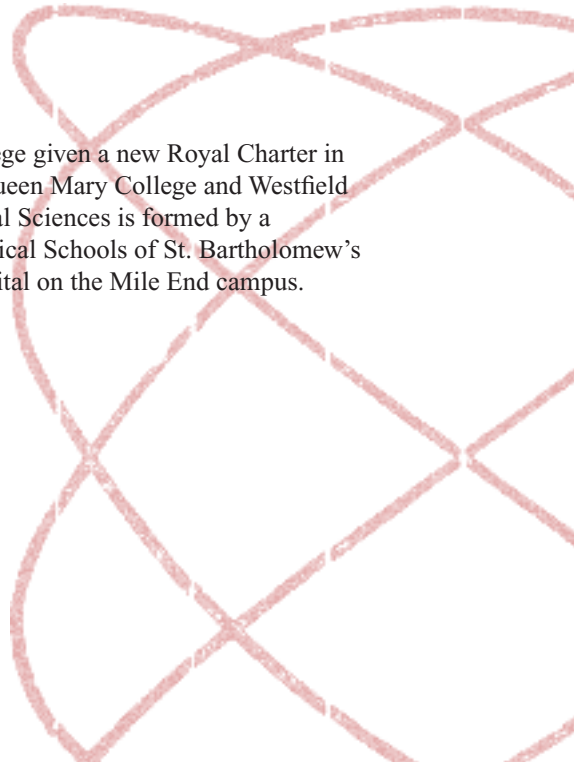 ege given a new Royal Charter in
ueen Mary College and Westfield
al Sciences is formed by a
ical Schools of St. Bartholomew's
ital on the Mile End campus.